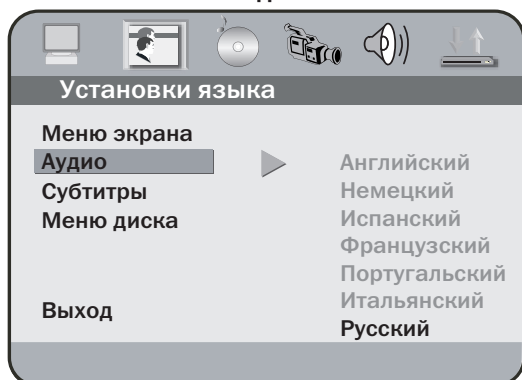 Установки языка
Меню экрана
Аудио
Субтитры
Меню диска
Выход
Английский
Немецкий
Испанский
Французский
Португальский
Итальянский
Русский